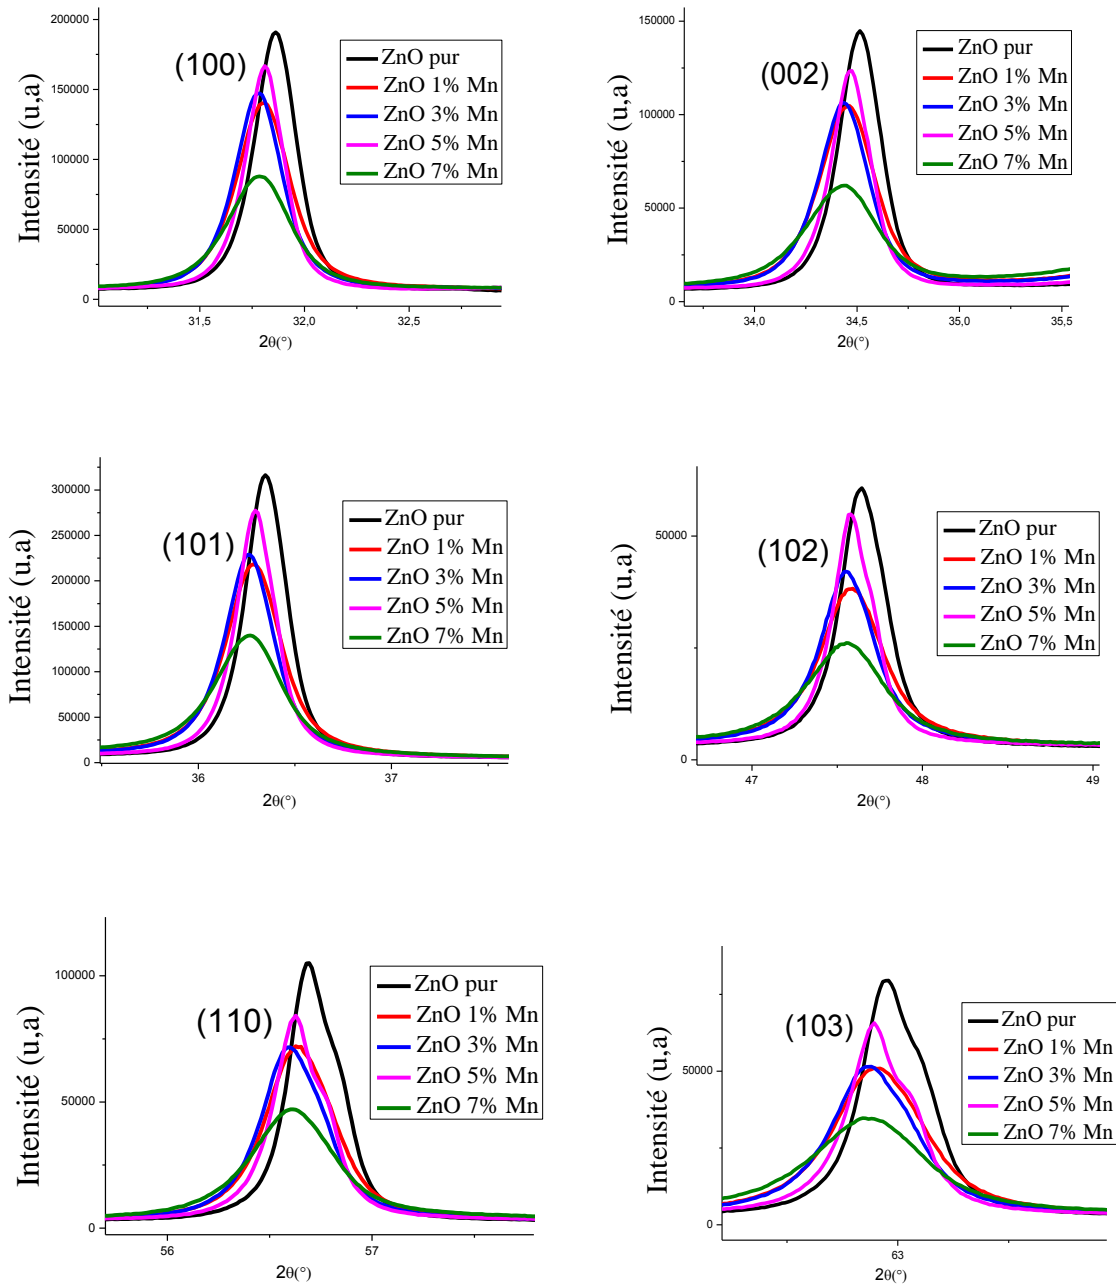 200000
150000
100000
50000
0
Intensité (u,a)
(100)
ZnO pur
ZnO 1% Mn
ZnO 3% Mn
ZnO 5% Mn
ZnO 7% Mn
31,5
32,0
32,5
2θ(°)
150000
100000
50000
0
Intensité (u,a)
(002)
ZnO pur
ZnO 1% Mn
ZnO 3% Mn
ZnO 5% Mn
ZnO 7% Mn
34,0
34,5
35,0
35,5
2θ(°)
300000
250000
200000
150000
100000
50000
0
Intensité (u,a)
(101)
ZnO pur
ZnO 1% Mn
ZnO 3% Mn
ZnO 5% Mn
ZnO 7% Mn
36
37
2θ(°)
50000
0
Intensité (u,a)
(102)
ZnO pur
ZnO 1% Mn
ZnO 3% Mn
ZnO 5% Mn
ZnO 7% Mn
47
48
49
2θ(°)
100000
50000
0
Intensité (u,a)
(110)
ZnO pur
ZnO 1% Mn
ZnO 3% Mn
ZnO 5% Mn
ZnO 7% Mn
56
57
2θ(°)
50000
0
Intensité (u,a)
(103)
ZnO pur
ZnO 1% Mn
ZnO 3% Mn
ZnO 5% Mn
ZnO 7% Mn
63
2θ(°)